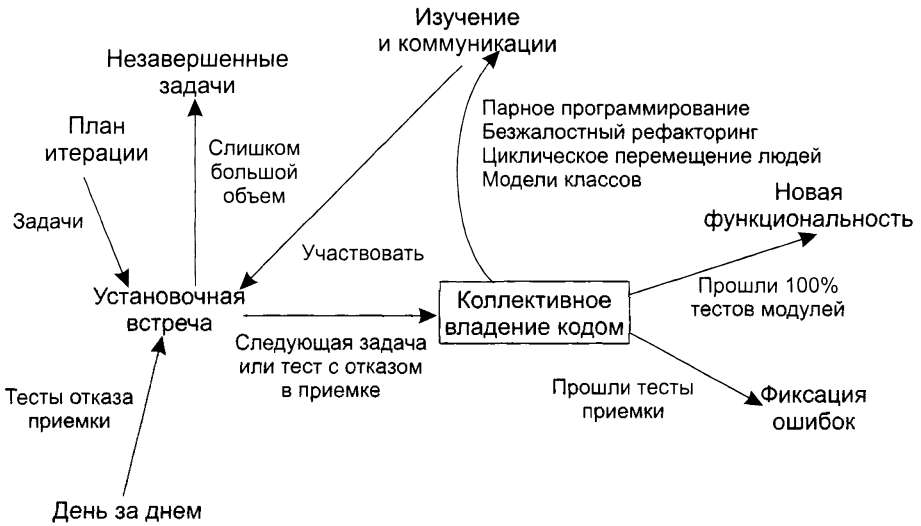 Изучение
и коммуникации
Незавершенные
задачи
План
итерации
Слишком
большой
объем
Парное программирование
Безжалостный рефакторинг
Циклическое перемещение людей
Модели классов
Новая
функциональность
Задачи
Участвовать
Установочная
встреча
Коллективное
владение кодом
Прошли 100%
тестов модулей
Следующая задача
или тест с отказом
в приемке
Тесты отказа
приемки
Прошли тесты
приемки
Фиксация
ошибок
День за днем